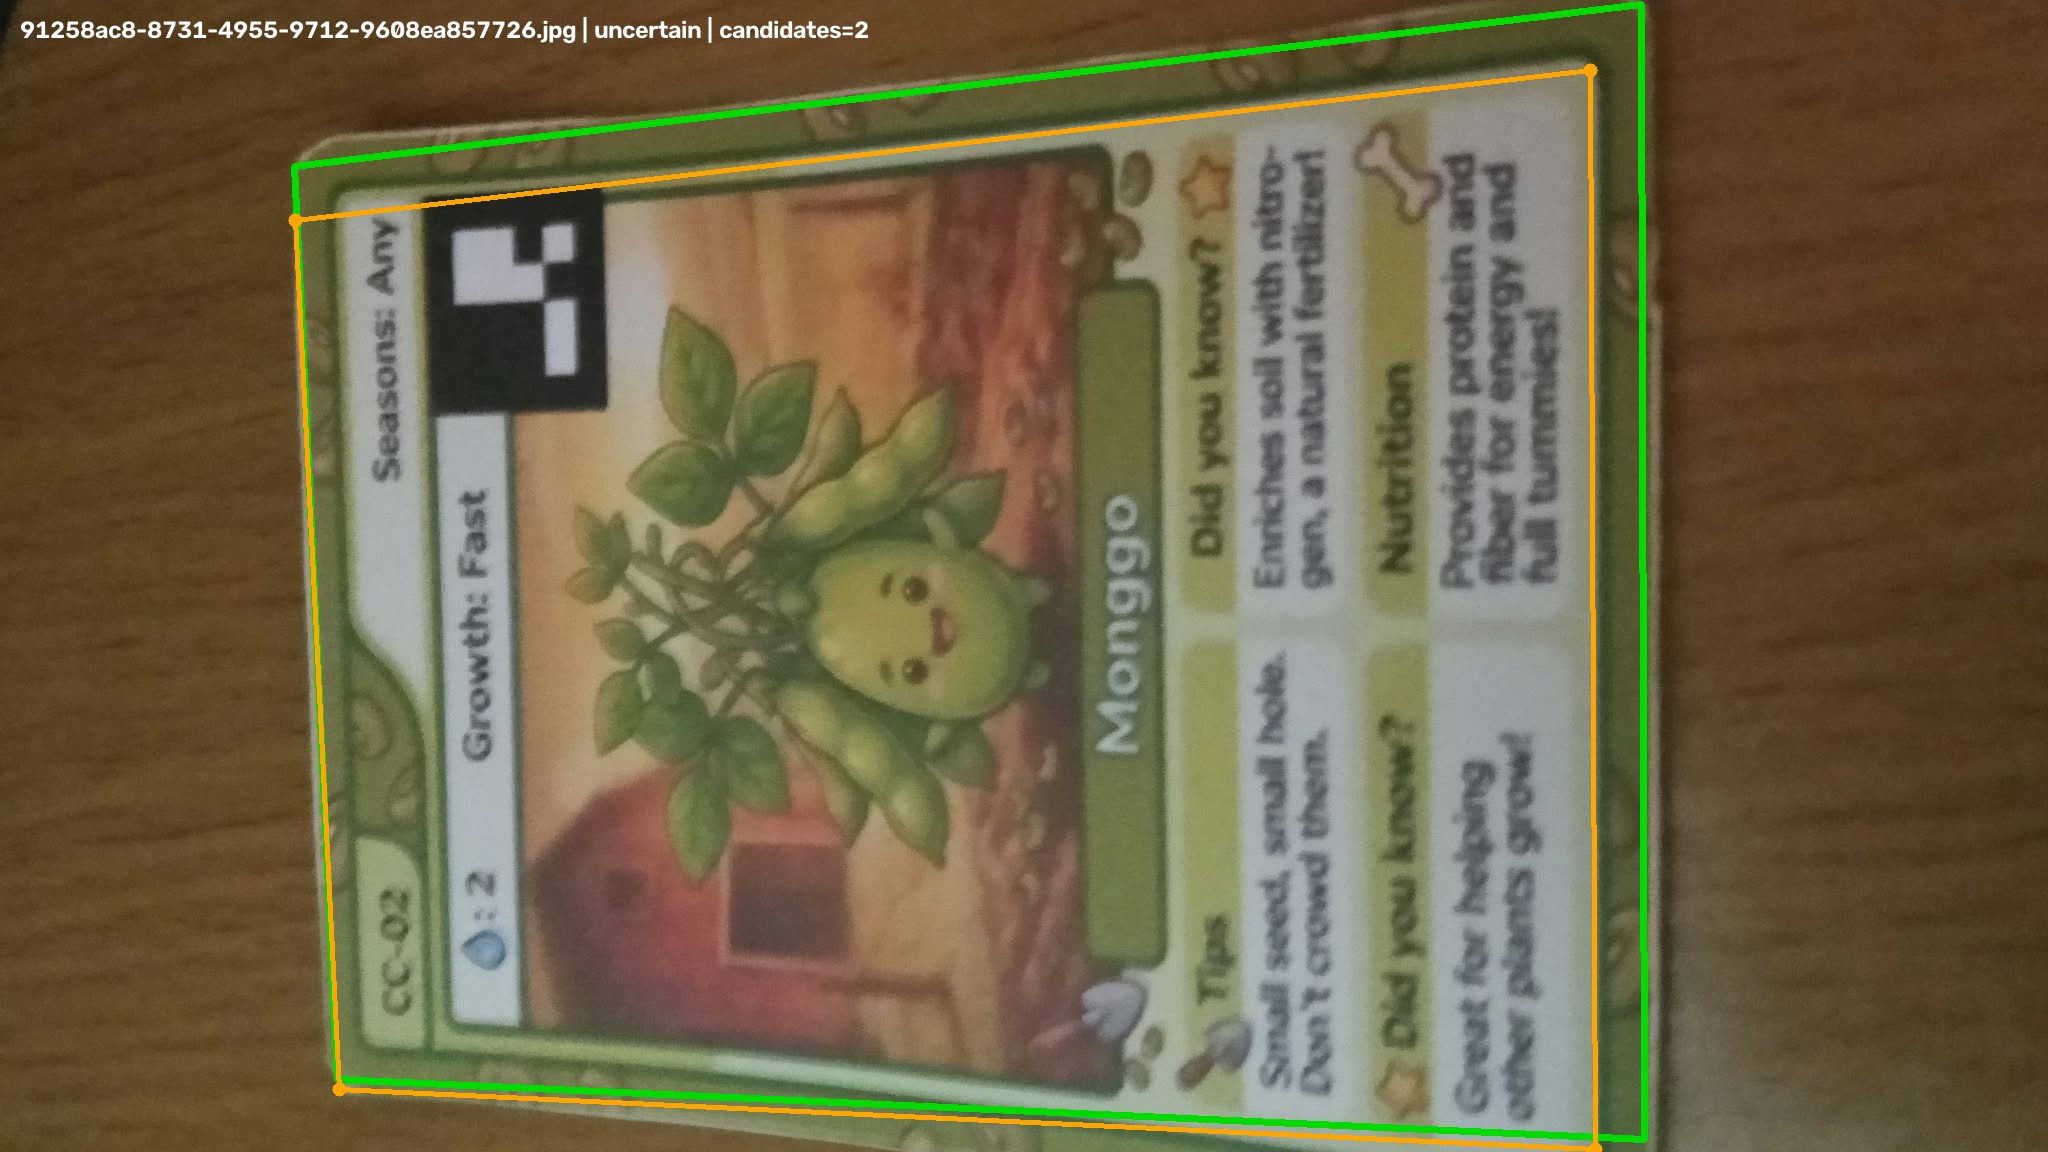 91258ac8-8731-4955-9712-9608ea857726.jpg | uncertain | candidates=2
CC-02
Seasons: Any
: 2
Growth: Fast
Monggo
Tips
Small seed, small hole.
Don't crowd them.
Did you know?
Enriches soil with nitro-
gen, a natural fertilizer!
Did you know?
Great for helping
other plants grow!
Nutrition
Provides protein and
fiber for energy and
full tummies!